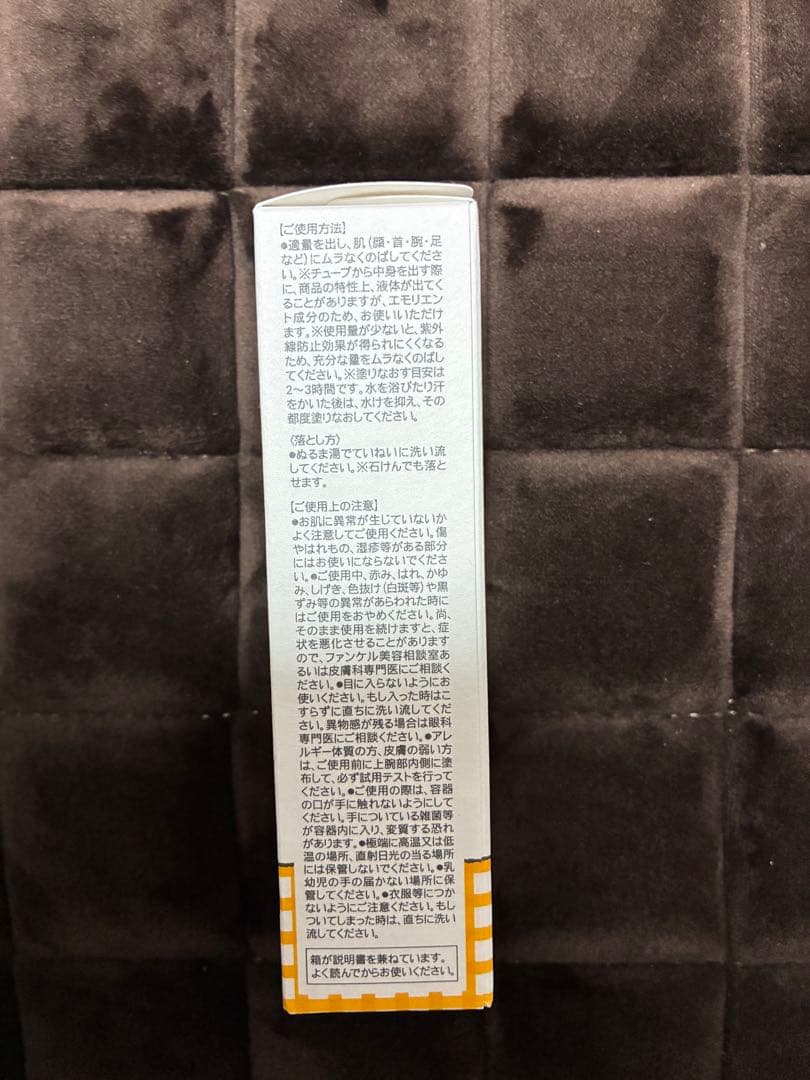 【ご使用方法】
●適量を出し、肌(顔・首・腕・足
など)にムラなくのばしてくださ
い。※チューブから中身を出す際
に、商品の特性上、液体が出てく
ることがありますが、エモリエン
ト成分のため、お使いいただけ
ます。※使用量が少ないと、紫外
線防止効果が得られにくくなる
ため、充分な量をムラなくのばし
てください。※塗りなおす目安は
2〜3時間です。水を浴びたり汗
をかいた後は、水けを抑え、その
都度塗りなおしてください。
〈落とし方〉
●ぬるま湯でていねいに洗い流
してください。※石けんでも落と
せます。
【ご使用上の注意】
●お肌に異常が生じていないか
よく注意してご使用ください。傷
やはれもの、湿疹等がある部分
にはお使いにならないでくださ
い。●ご使用中、赤み、はれ、かゆ
み、しげき、色抜け(白斑等)や黒
ずみ等の異常があらわれた時に
はご使用をおやめください。尚、
そのまま使用を続けますと、症
状を悪化させることがあります
ので、ファンケル美容相談室あ
るいは皮膚科専門医にご相談く
ださい。●目に入らないようにお
使いください。もし入った時はこ
すらずに直ちに洗い流してくだ
さい。異物感が残る場合は眼科
専門医にご相談ください。●アレ
ルギー体質の方、皮膚の弱い方
は、ご使用前に上腕部内側に塗
布して、必ず試用テストを行って
ください。●ご使用の際は、容器
の口が手に触れないようにして
ください。手についている雑菌等
が容器内に入り、変質する恐れ
があります。●極端に高温又は低
温の場所、直射日光の当る場所
には保管しないでください。●乳
幼児の手の届かない場所に保
管してください。●衣服等につか
ないようにご注意ください。もし
ついてしまった時は、直ちに洗い
流してください。
箱が説明書を兼ねています。
よく読んでからお使いください。